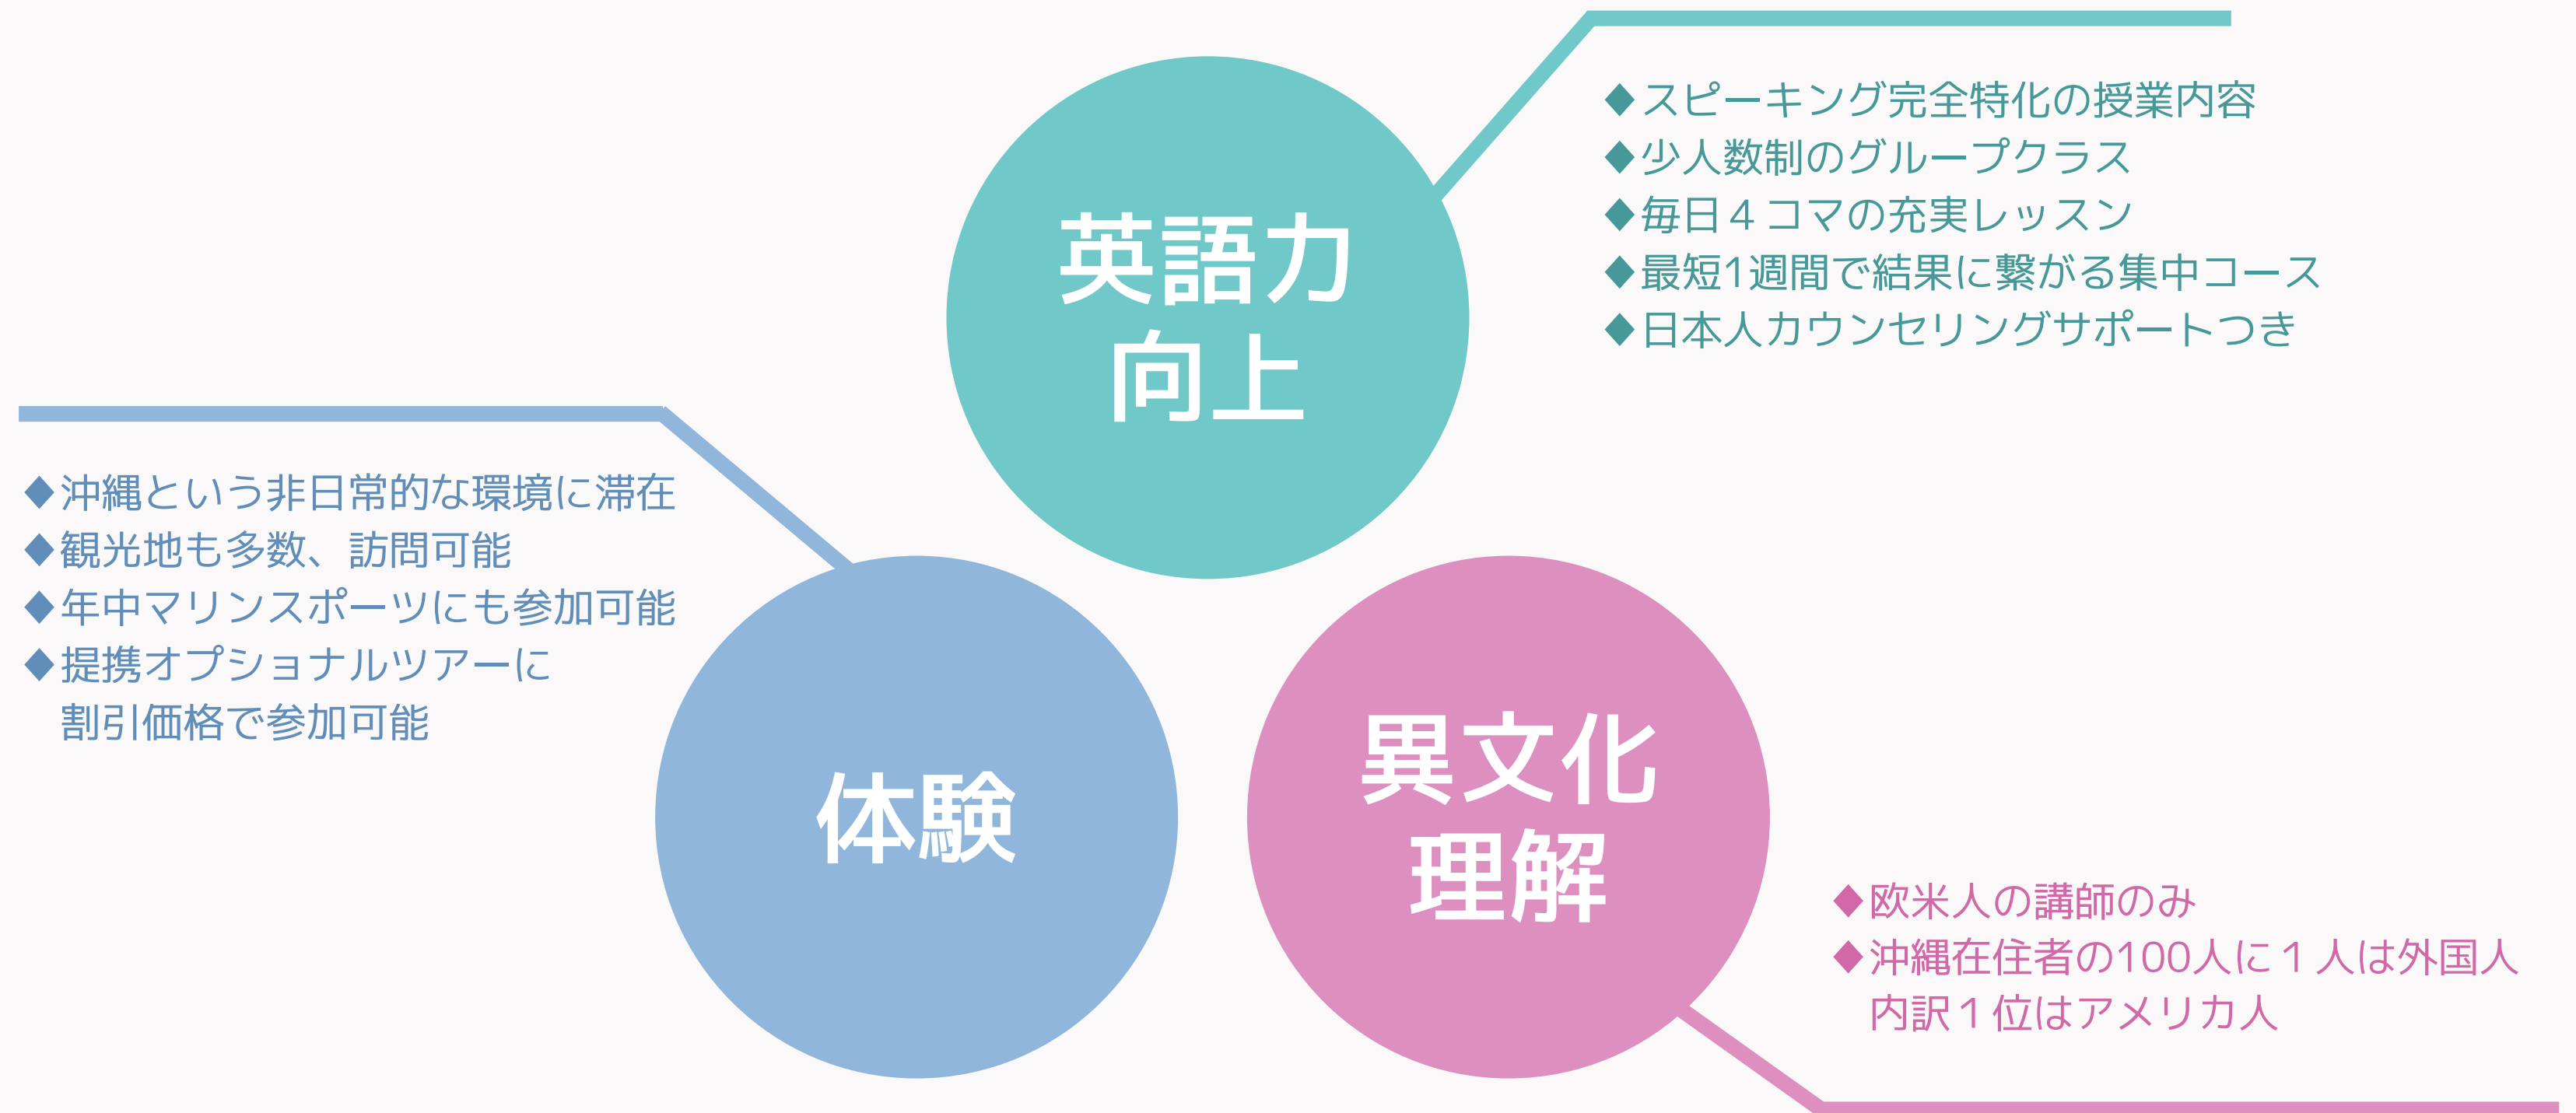 英語力
向上
◆スピーキング完全特化の授業内容
◆少人数制のグループクラス
◆毎日４コマの充実レッスン
◆最短1週間で結果に繋がる集中コース
◆日本人カウンセリングサポートつき
◆沖縄という非日常的な環境に滞在
◆観光地も多数、訪問可能
◆年中マリンスポーツにも参加可能
◆提携オプショナルツアーに
割引価格で参加可能
体験
異文化
理解
◆欧米人の講師のみ
◆沖縄在住者の100人に１人は外国人
内訳１位はアメリカ人